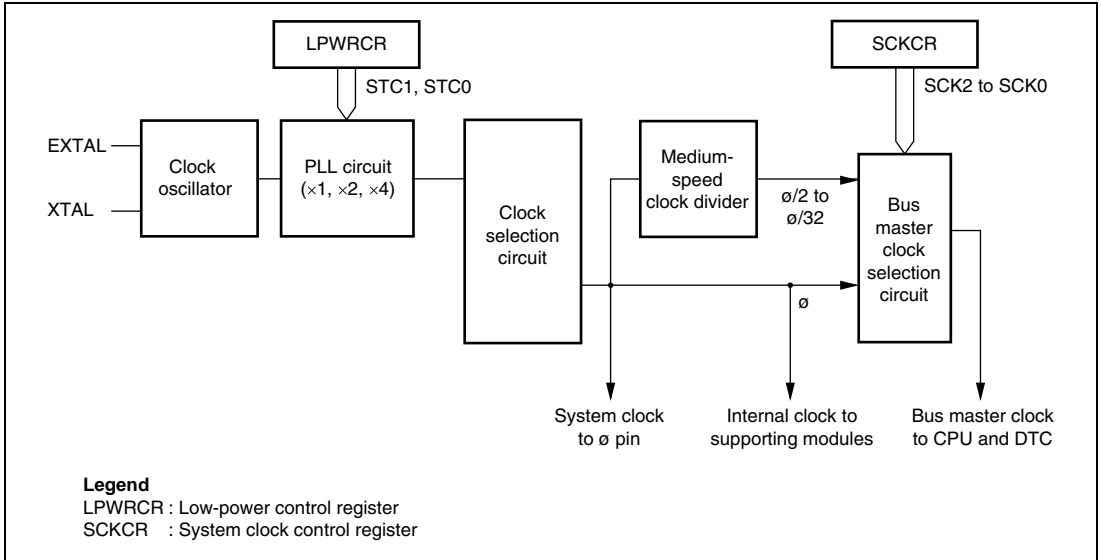 LPWRCR
SCKCR
STC1, STC0
SCK2 to SCK0
EXTAL
XTAL
Clock
oscillator
PLL circuit
(×1, ×2, ×4)
Clock
selection
circuit
Medium-
speed
clock divider
ø/2 to
ø/32
Bus
master
clock
selection
circuit
ø
System clock
to ø pin
Internal clock to
supporting modules
Bus master clock
to CPU and DTC
Legend
LPWRCR : Low-power control register
SCKCR : System clock control register